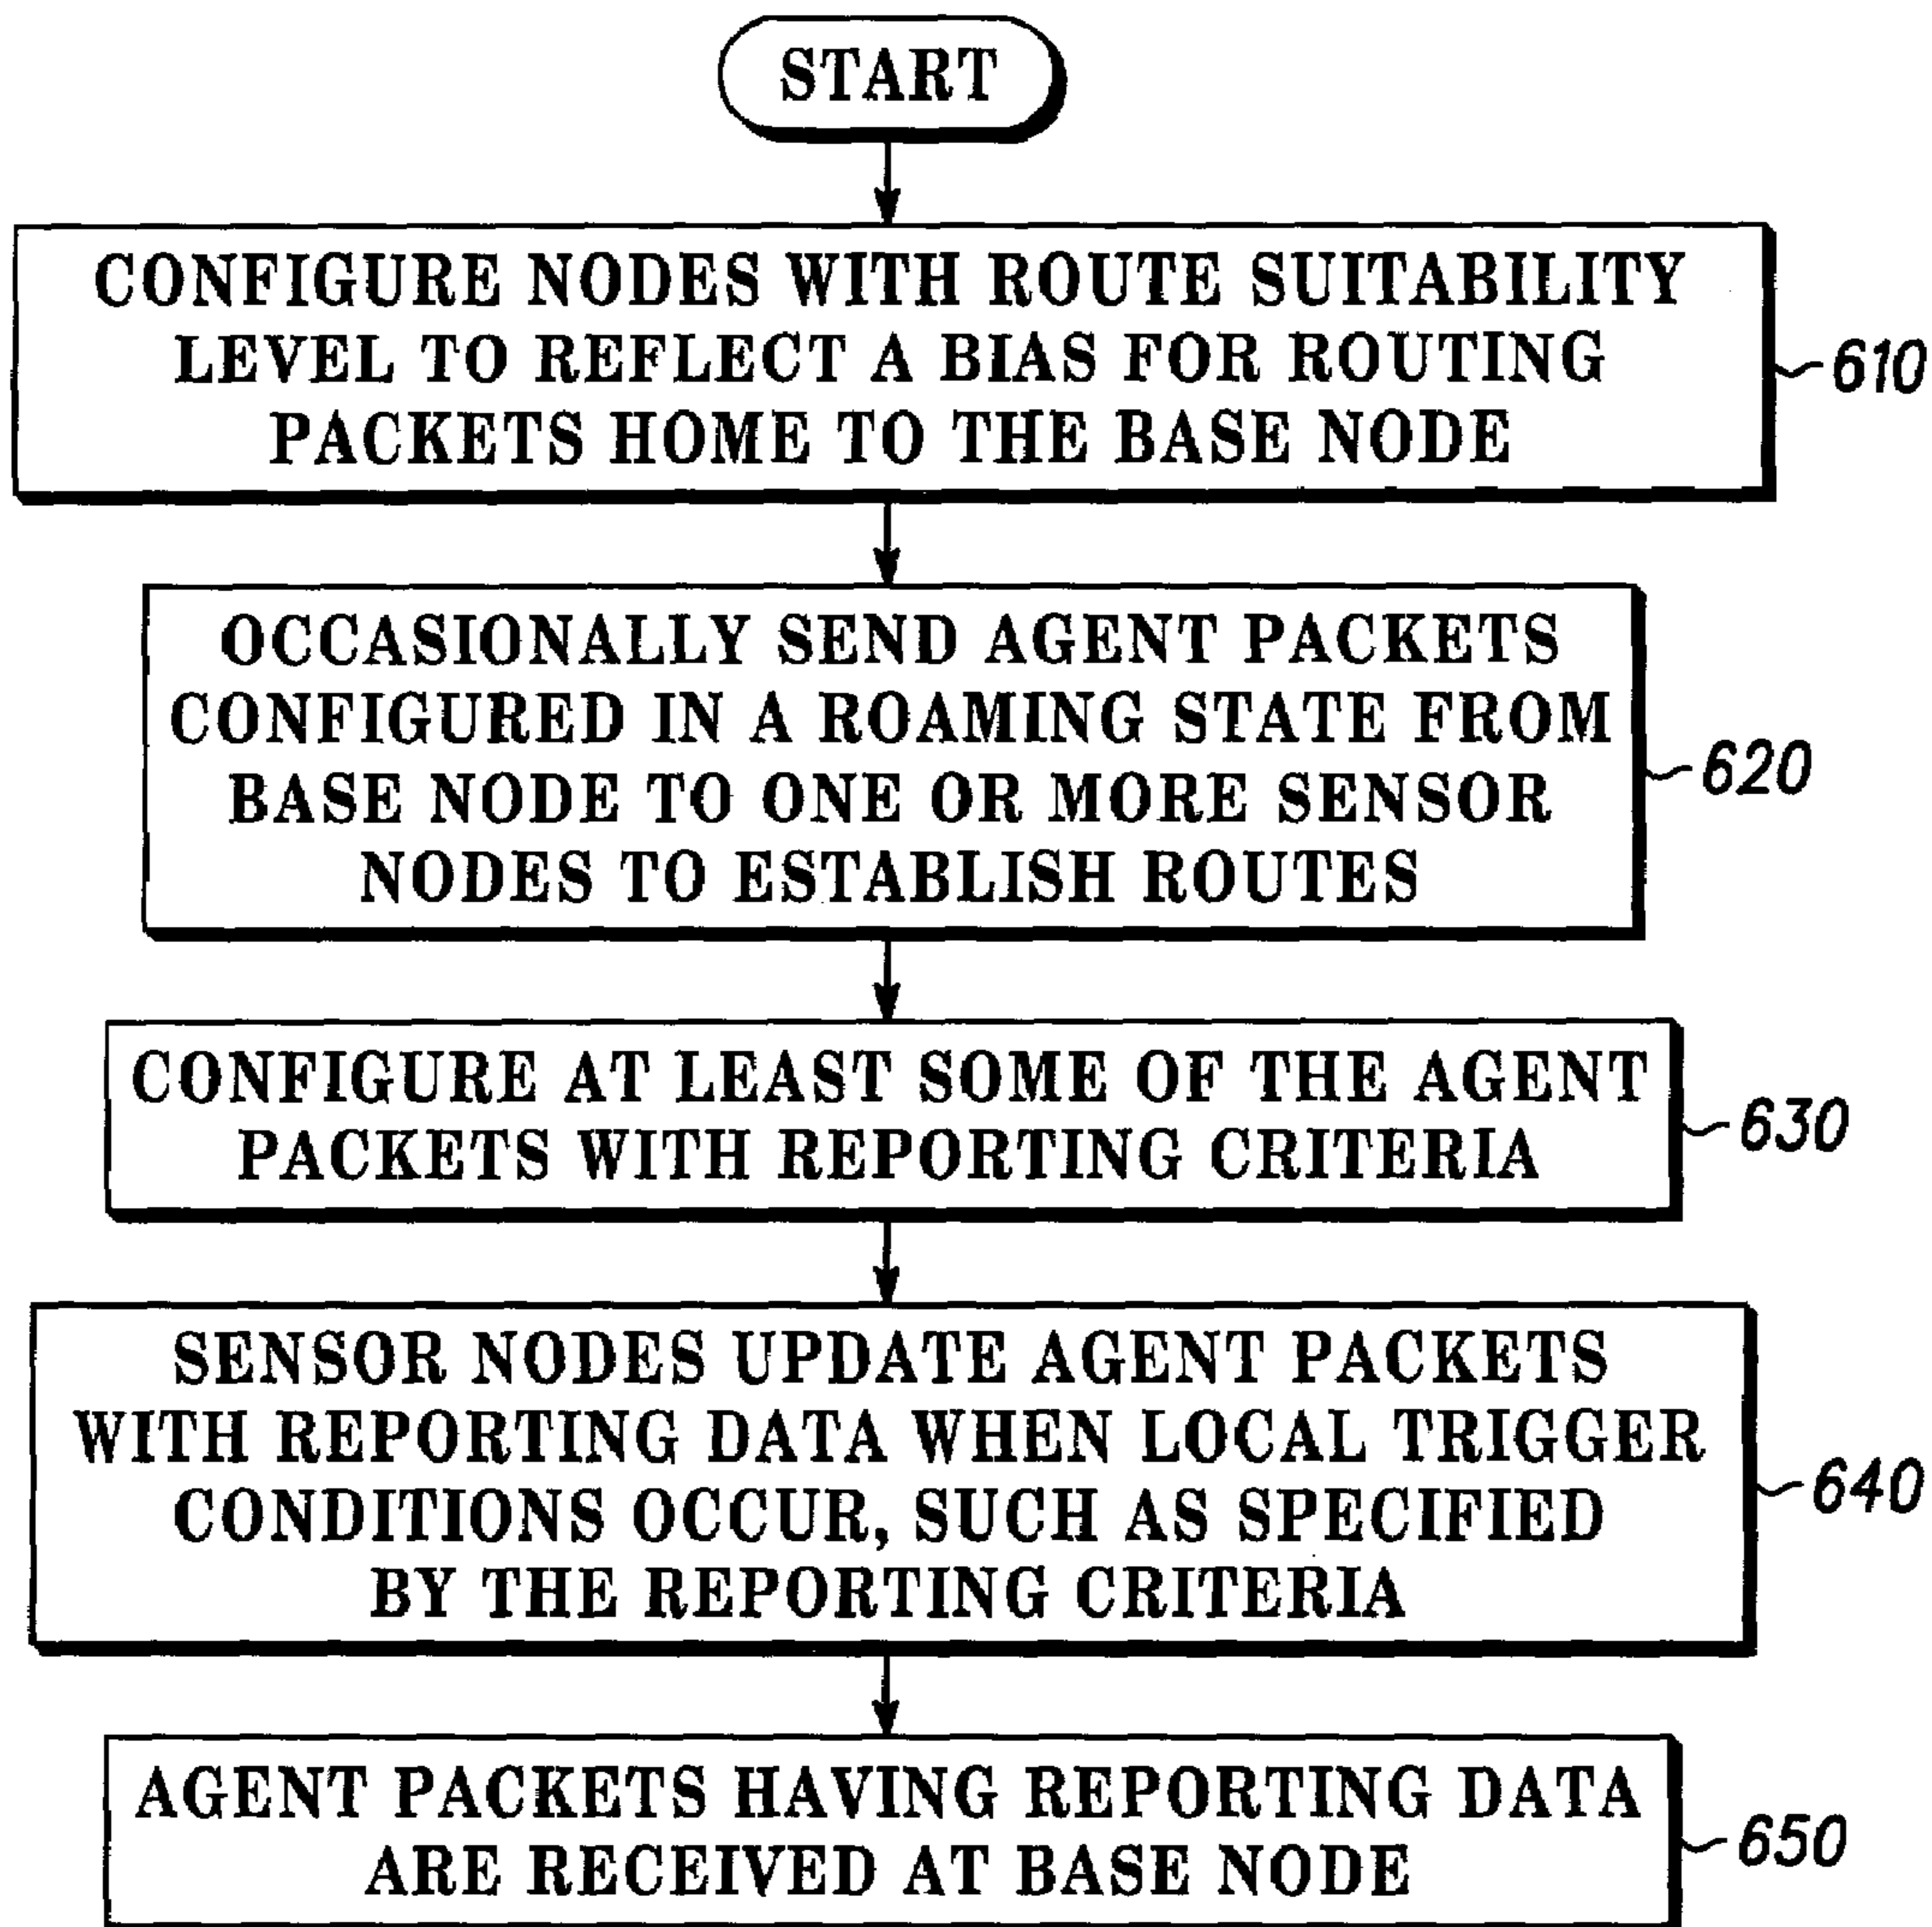 START
CONFIGURE NODES WITH ROUTE SUITABILITY
LEVEL TO REFLECT A BIAS FOR ROUTING
PACKETS HOME TO THE BASE NODE
610
OCCASIONALLY SEND AGENT PACKETS
CONFIGURED IN A ROAMING STATE FROM
BASE NODE TO ONE OR MORE SENSOR
NODES TO ESTABLISH ROUTES
620
CONFIGURE AT LEAST SOME OF THE AGENT
PACKETS WITH REPORTING CRITERIA
630
SENSOR NODES UPDATE AGENT PACKETS
WITH REPORTING DATA WHEN LOCAL TRIGGER
CONDITIONS OCCUR, SUCH AS SPECIFIED
BY THE REPORTING CRITERIA
640
AGENT PACKETS HAVING REPORTING DATA
ARE RECEIVED AT BASE NODE
650